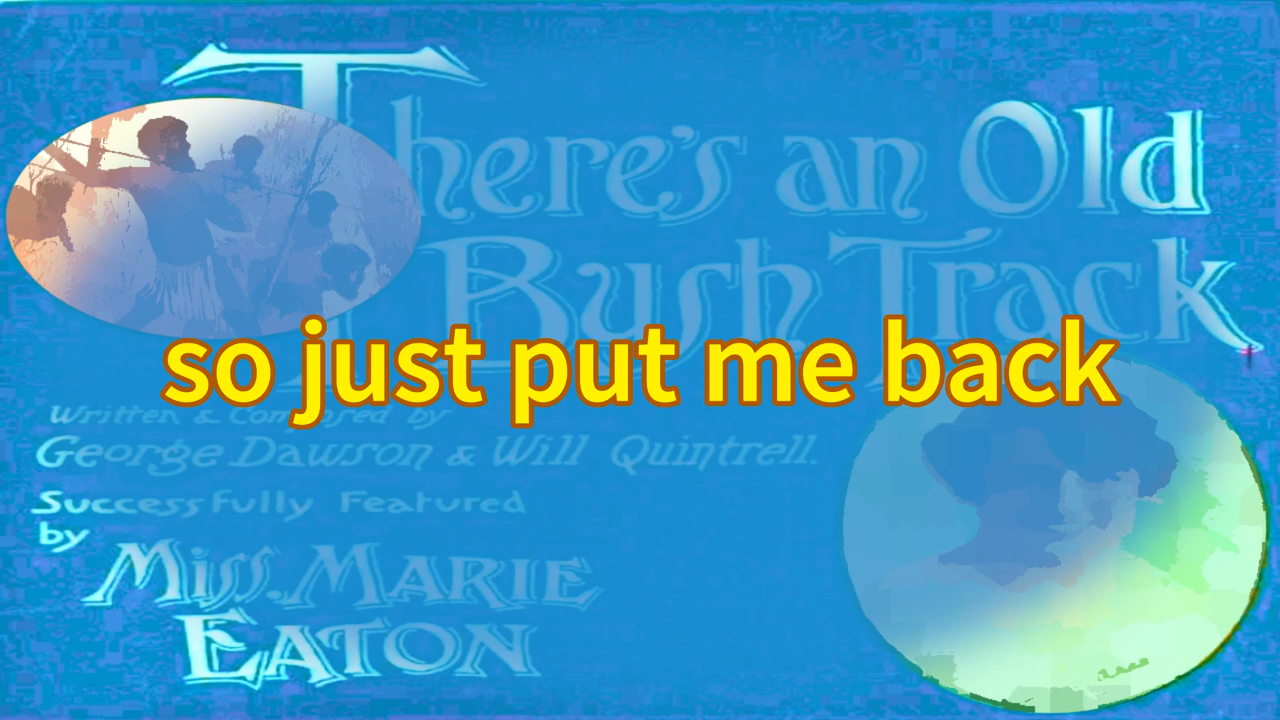 There's an Old
Bush Track
so just put me back
Written & Composed by
George Dawson & Will Quintrell.
Successfully Featured
by
Miss. MARIE
EATON